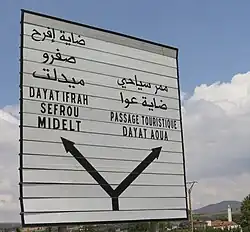 ضاية إفرح
صفرو
ميدلت
DAYAT IFRAH
SEFROU
MIDELT
ممر سياحي
ضاية عوا
PASSAGE TOURISTIQUE
DAYAT AOUA